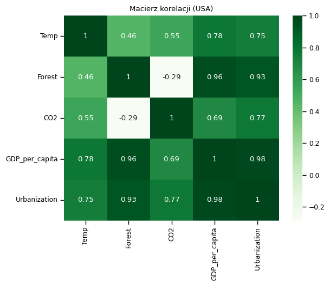 Macierz korelacji (USA)
Temp 1 0.46 0.55 0.78 0.75
Forest 0.46 1 -0.29 0.96 0.93
CO2 0.55 -0.29 1 0.69 0.77
GDP_per_capita 0.78 0.96 0.69 1 0.98
Urbanization 0.75 0.93 0.77 0.98 1
Temp Forest CO2 GDP_per_capita Urbanization
1.0
0.8
0.6
0.4
0.2
0.0
−0.2